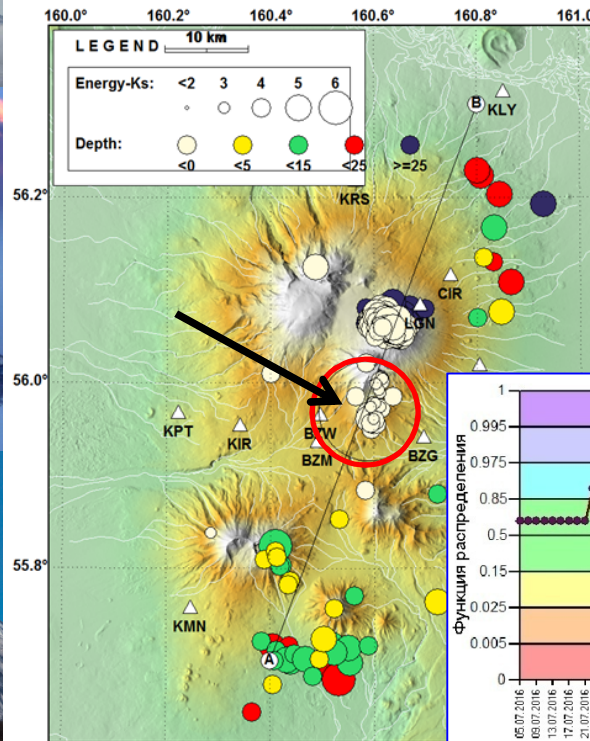 160.0° 160.2 160.4 160.6 160.8 161.0
LEGEND 10 km
Energy-Ks: <2 3 4 5 6
Depth:
<0 <5 <15 <25 >=25
B
KLY
KRS
56.2°
CIR
LGN
56.0°
KPT
KIR
BZW
BZM
BZG
55.8°
KMN
A
Функция распределения
1
0.995
0.975
0.85
0.5
0.15
0.025
0.005
0
05.07.2016
09.07.2016
13.07.2016
17.07.2016
21.07.2016